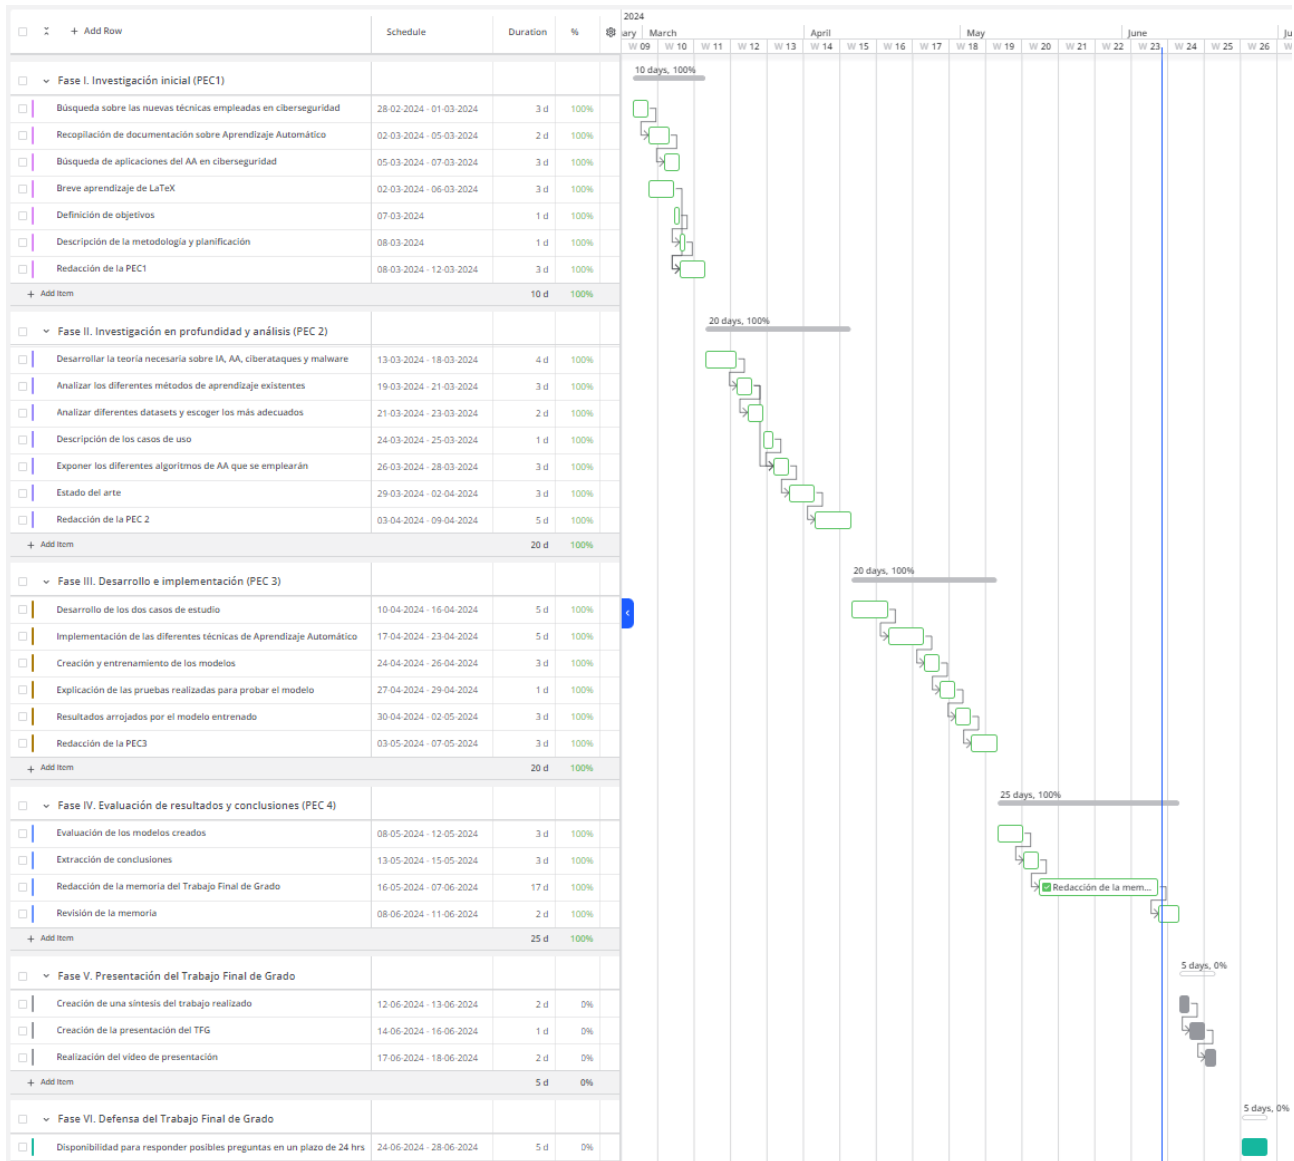 2024
+ Add Row Schedule Duration %
ary March April May June Ju
W 09 W 10 W 11 W 12 W 13 W 14 W 15 W 16 W 17 W 18 W 19 W 20 W 21 W 22 W 23 W 24 W 25 W 26 W
Fase I. Investigación inicial (PEC1) 10 days, 100%
Búsqueda sobre las nuevas técnicas empleadas en ciberseguridad 28-02-2024 - 01-03-2024 3 d 100%
Recopilación de documentación sobre Aprendizaje Automático 02-03-2024 - 05-03-2024 2 d 100%
Búsqueda de aplicaciones del AA en ciberseguridad 05-03-2024 - 07-03-2024 3 d 100%
Breve aprendizaje de LaTeX 02-03-2024 - 06-03-2024 3 d 100%
Definición de objetivos 07-03-2024 1 d 100%
Descripción de la metodología y planificación 08-03-2024 1 d 100%
Redacción de la PEC1 08-03-2024 - 12-03-2024 3 d 100%
+ Add Item 10 d 100%
Fase II. Investigación en profundidad y análisis (PEC 2) 20 days, 100%
Desarrollar la teoría necesaria sobre IA, AA, ciberataques y malware 13-03-2024 - 18-03-2024 4 d 100%
Analizar los diferentes métodos de aprendizaje existentes 19-03-2024 - 21-03-2024 3 d 100%
Analizar diferentes datasets y escoger los más adecuados 21-03-2024 - 23-03-2024 2 d 100%
Descripción de los casos de uso 24-03-2024 - 25-03-2024 1 d 100%
Exponer los diferentes algoritmos de AA que se emplearán 26-03-2024 - 28-03-2024 3 d 100%
Estado del arte 29-03-2024 - 02-04-2024 3 d 100%
Redacción de la PEC 2 03-04-2024 - 09-04-2024 5 d 100%
+ Add Item 20 d 100%
Fase III. Desarrollo e implementación (PEC 3) 20 days, 100%
Desarrollo de los dos casos de estudio 10-04-2024 - 16-04-2024 5 d 100%
Implementación de las diferentes técnicas de Aprendizaje Automático 17-04-2024 - 23-04-2024 5 d 100%
Creación y entrenamiento de los modelos 24-04-2024 - 26-04-2024 3 d 100%
Explicación de las pruebas realizadas para probar el modelo 27-04-2024 - 29-04-2024 1 d 100%
Resultados arrojados por el modelo entrenado 30-04-2024 - 02-05-2024 3 d 100%
Redacción de la PEC3 03-05-2024 - 07-05-2024 3 d 100%
+ Add Item 20 d 100%
Fase IV. Evaluación de resultados y conclusiones (PEC 4) 25 days, 100%
Evaluación de los modelos creados 08-05-2024 - 12-05-2024 3 d 100%
Extracción de conclusiones 13-05-2024 - 15-05-2024 3 d 100%
Redacción de la memoria del Trabajo Final de Grado 16-05-2024 - 07-06-2024 17 d 100% Redacción de la mem...
Revisión de la memoria 08-06-2024 - 11-06-2024 2 d 100%
+ Add Item 25 d 100%
Fase V. Presentación del Trabajo Final de Grado 5 days, 0%
Creación de una síntesis del trabajo realizado 12-06-2024 - 13-06-2024 2 d 0%
Creación de la presentación del TFG 14-06-2024 - 16-06-2024 1 d 0%
Realización del vídeo de presentación 17-06-2024 - 18-06-2024 2 d 0%
+ Add Item 5 d 0%
Fase VI. Defensa del Trabajo Final de Grado 5 days, 0%
Disponibilidad para responder posibles preguntas en un plazo de 24 hrs 24-06-2024 - 28-06-2024 5 d 0%